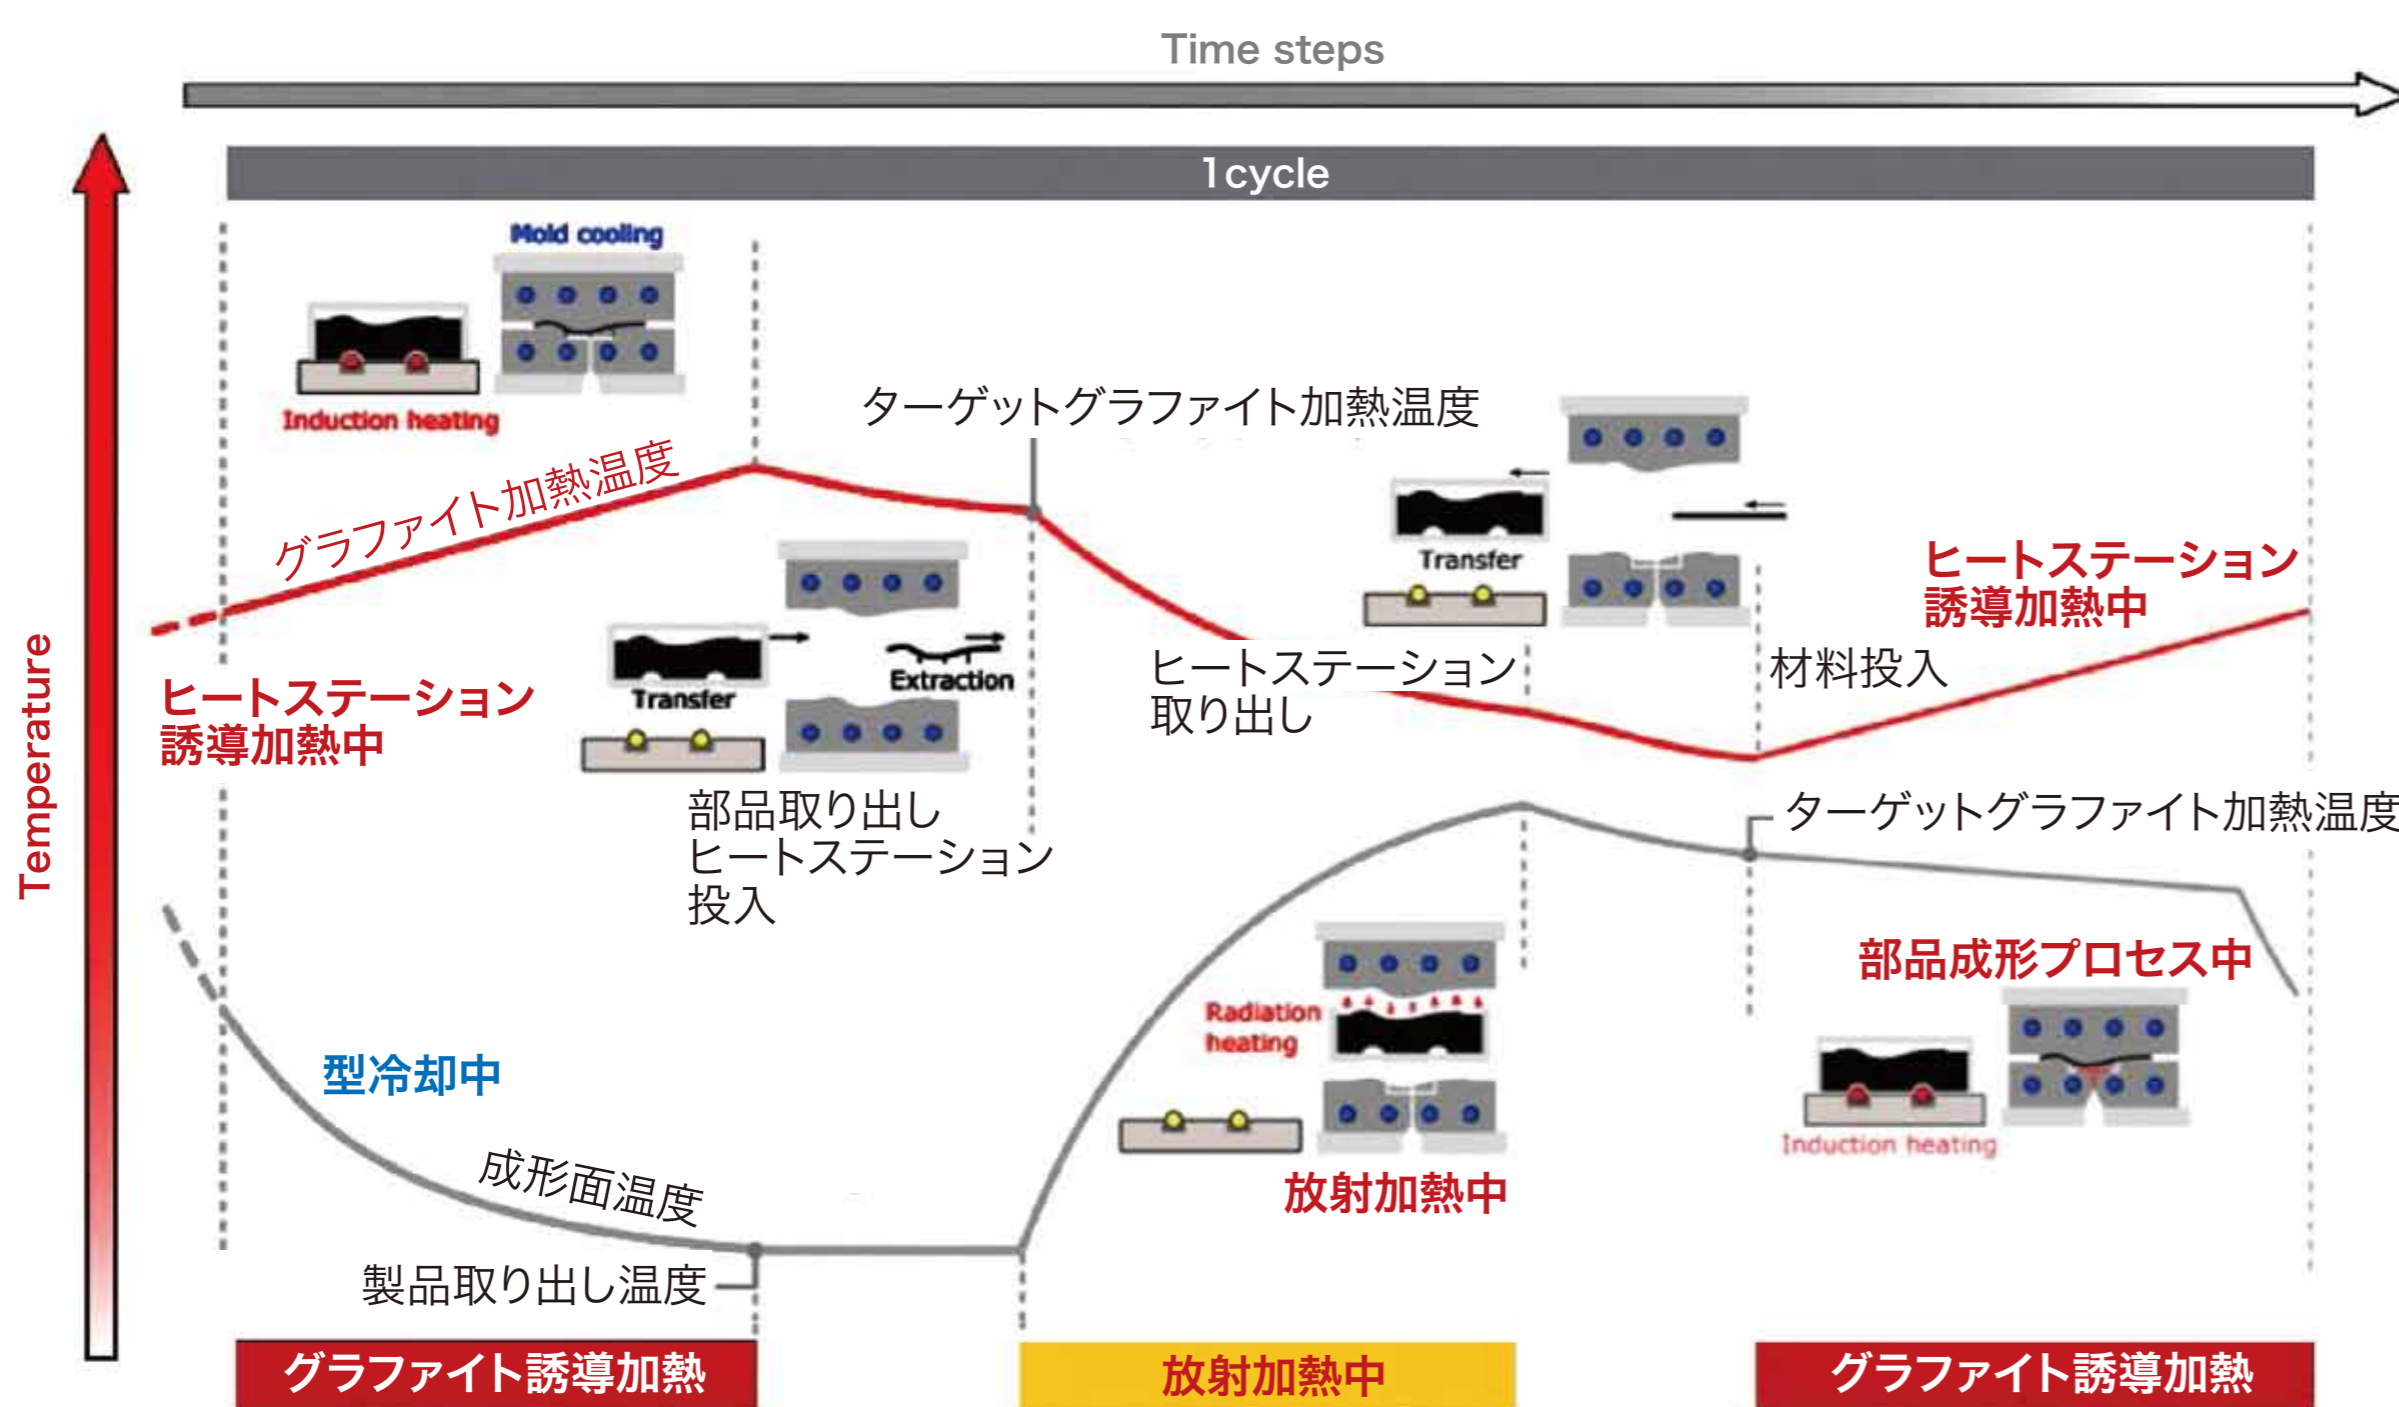 Time steps
1cycle
Temperature
Mold cooling
Induction heating
グラファイト加熱温度
ターゲットグラファイト加熱温度
Transfer
Extraction
Transfer
ヒートステーション
誘導加熱中
ヒートステーション
誘導加熱中
部品取り出し
ヒートステーション
投入
ヒートステーション
取り出し
材料投入
ターゲットグラファイト加熱温度
型冷却中
成形面温度
製品取り出し温度
Radiation
heating
放射加熱中
部品成形プロセス中
Induction heating
グラファイト誘導加熱
放射加熱中
グラファイト誘導加熱